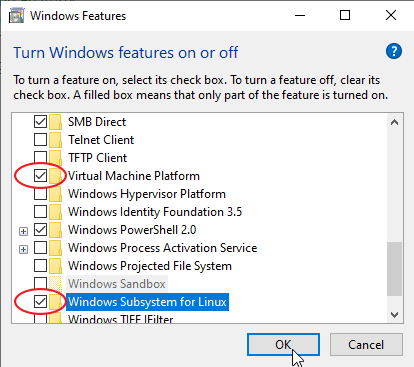 Windows Features
Turn Windows features on or off
?
To turn a feature on, select its check box. To turn a feature off, clear its
check box. A filled box means that only part of the feature is turned on.
SMB Direct
Telnet Client
TFTP Client
Virtual Machine Platform
Windows Hypervisor Platform
Windows Identity Foundation 3.5
Windows PowerShell 2.0
Windows Process Activation Service
Windows Projected File System
Windows Sandbox
Windows Subsystem for Linux
Windows TIFF IFilter
OK
Cancel